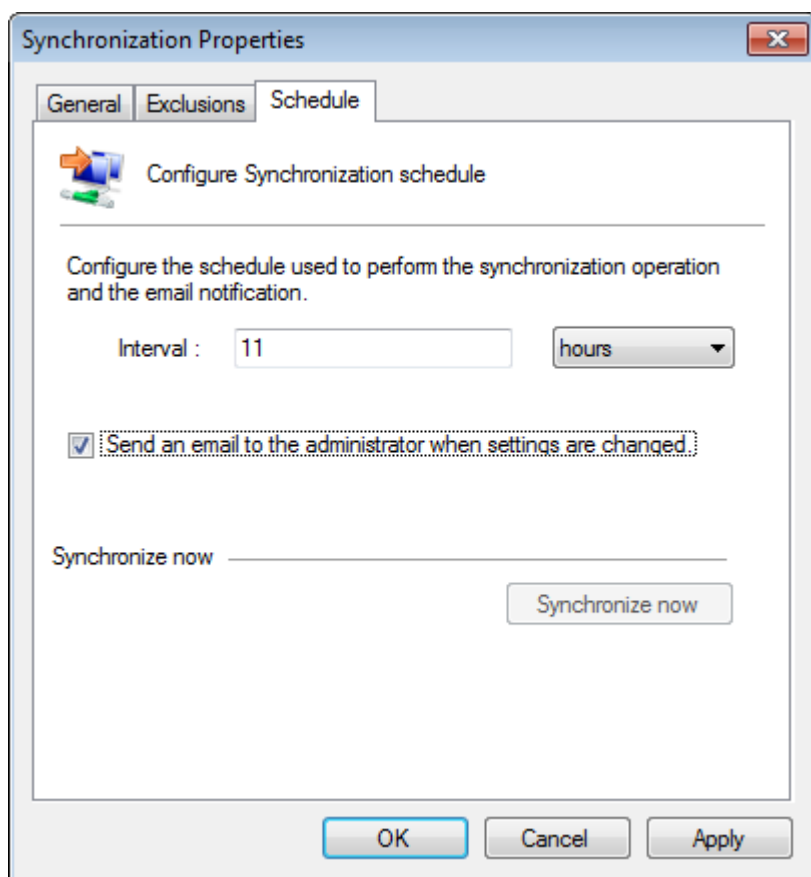 Synchronization Properties
General Exclusions Schedule
Configure Synchronization schedule
Configure the schedule used to perform the synchronization operation
and the email notification.
Interval : 11 hours
Send an email to the administrator when settings are changed.
Synchronize now
Synchronize now
OK Cancel Apply